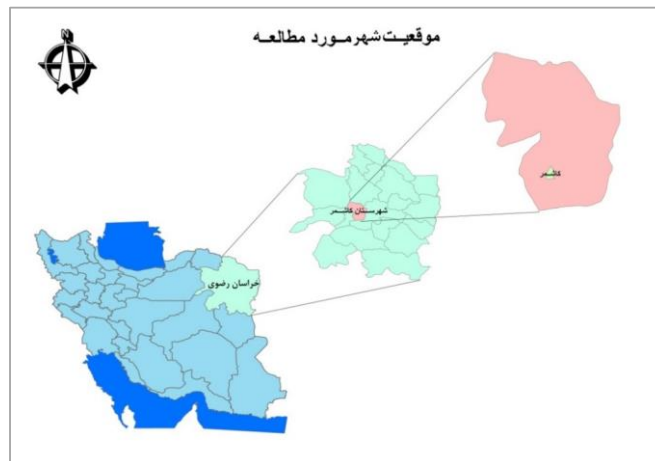 موقعیت شهر مورد مطالعه
N
کاشمر
شهرستان کاشمر
خراسان رضوی